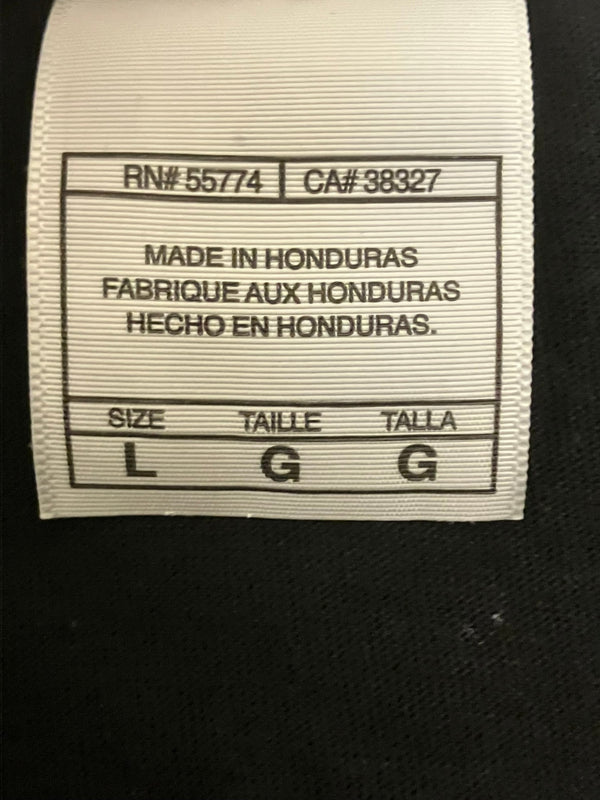 RN# 55774 CA# 38327
MADE IN HONDURAS
FABRIQUE AUX HONDURAS
HECHO EN HONDURAS.
SIZE TAILLE TALLA
L G G